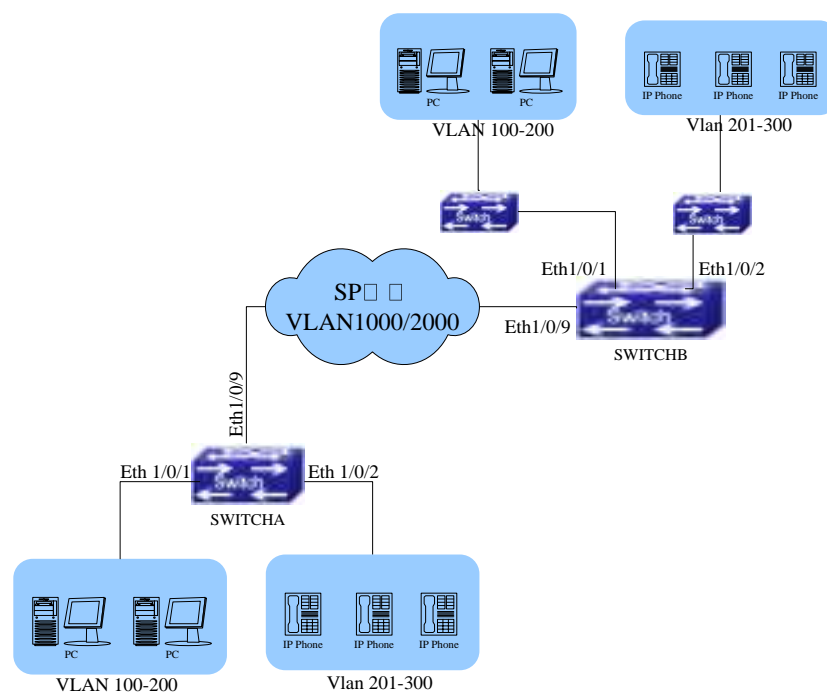 PC
PC
VLAN 100-200
IP Phone
IP Phone
IP Phone
Vlan 201-300
Switch
Switch
Eth1/0/1
Eth1/0/2
SP
VLAN1000/2000
Eth1/0/9
Switch
SWITCHB
Eth1/0/9
Eth 1/0/1
Eth 1/0/2
Switch
SWITCHA
PC
PC
VLAN 100-200
IP Phone
IP Phone
IP Phone
Vlan 201-300